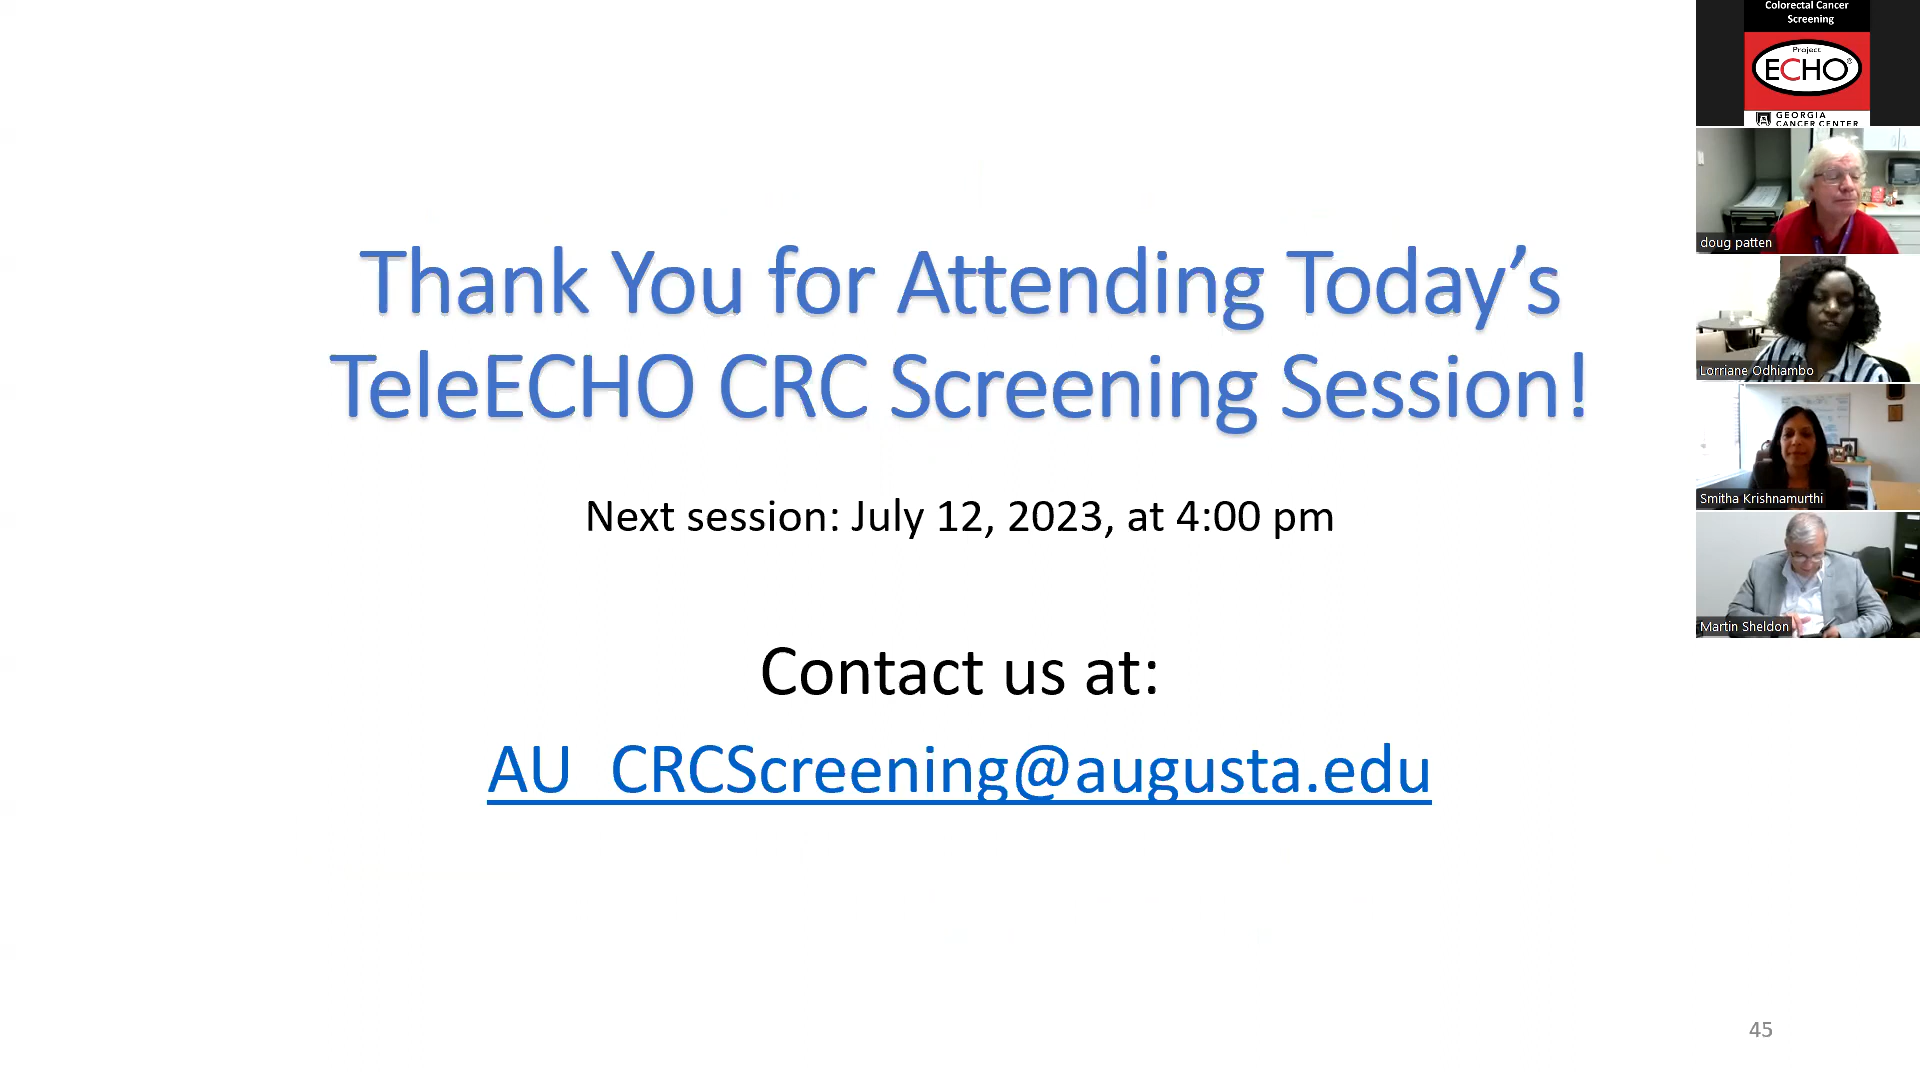 Thank You for Attending Today’s
TeleECHO CRC Screening Session!
Next session: July 12, 2023, at 4:00 pm
Contact us at:
AU_CRCScreening@augusta.edu
45
Colorectal Cancer
Screening
Project
ECHO®
GEORGIA
CANCER CENTER
doug patten
Lorriane Odhiambo
Smitha Krishnamurthi
Martin Sheldon